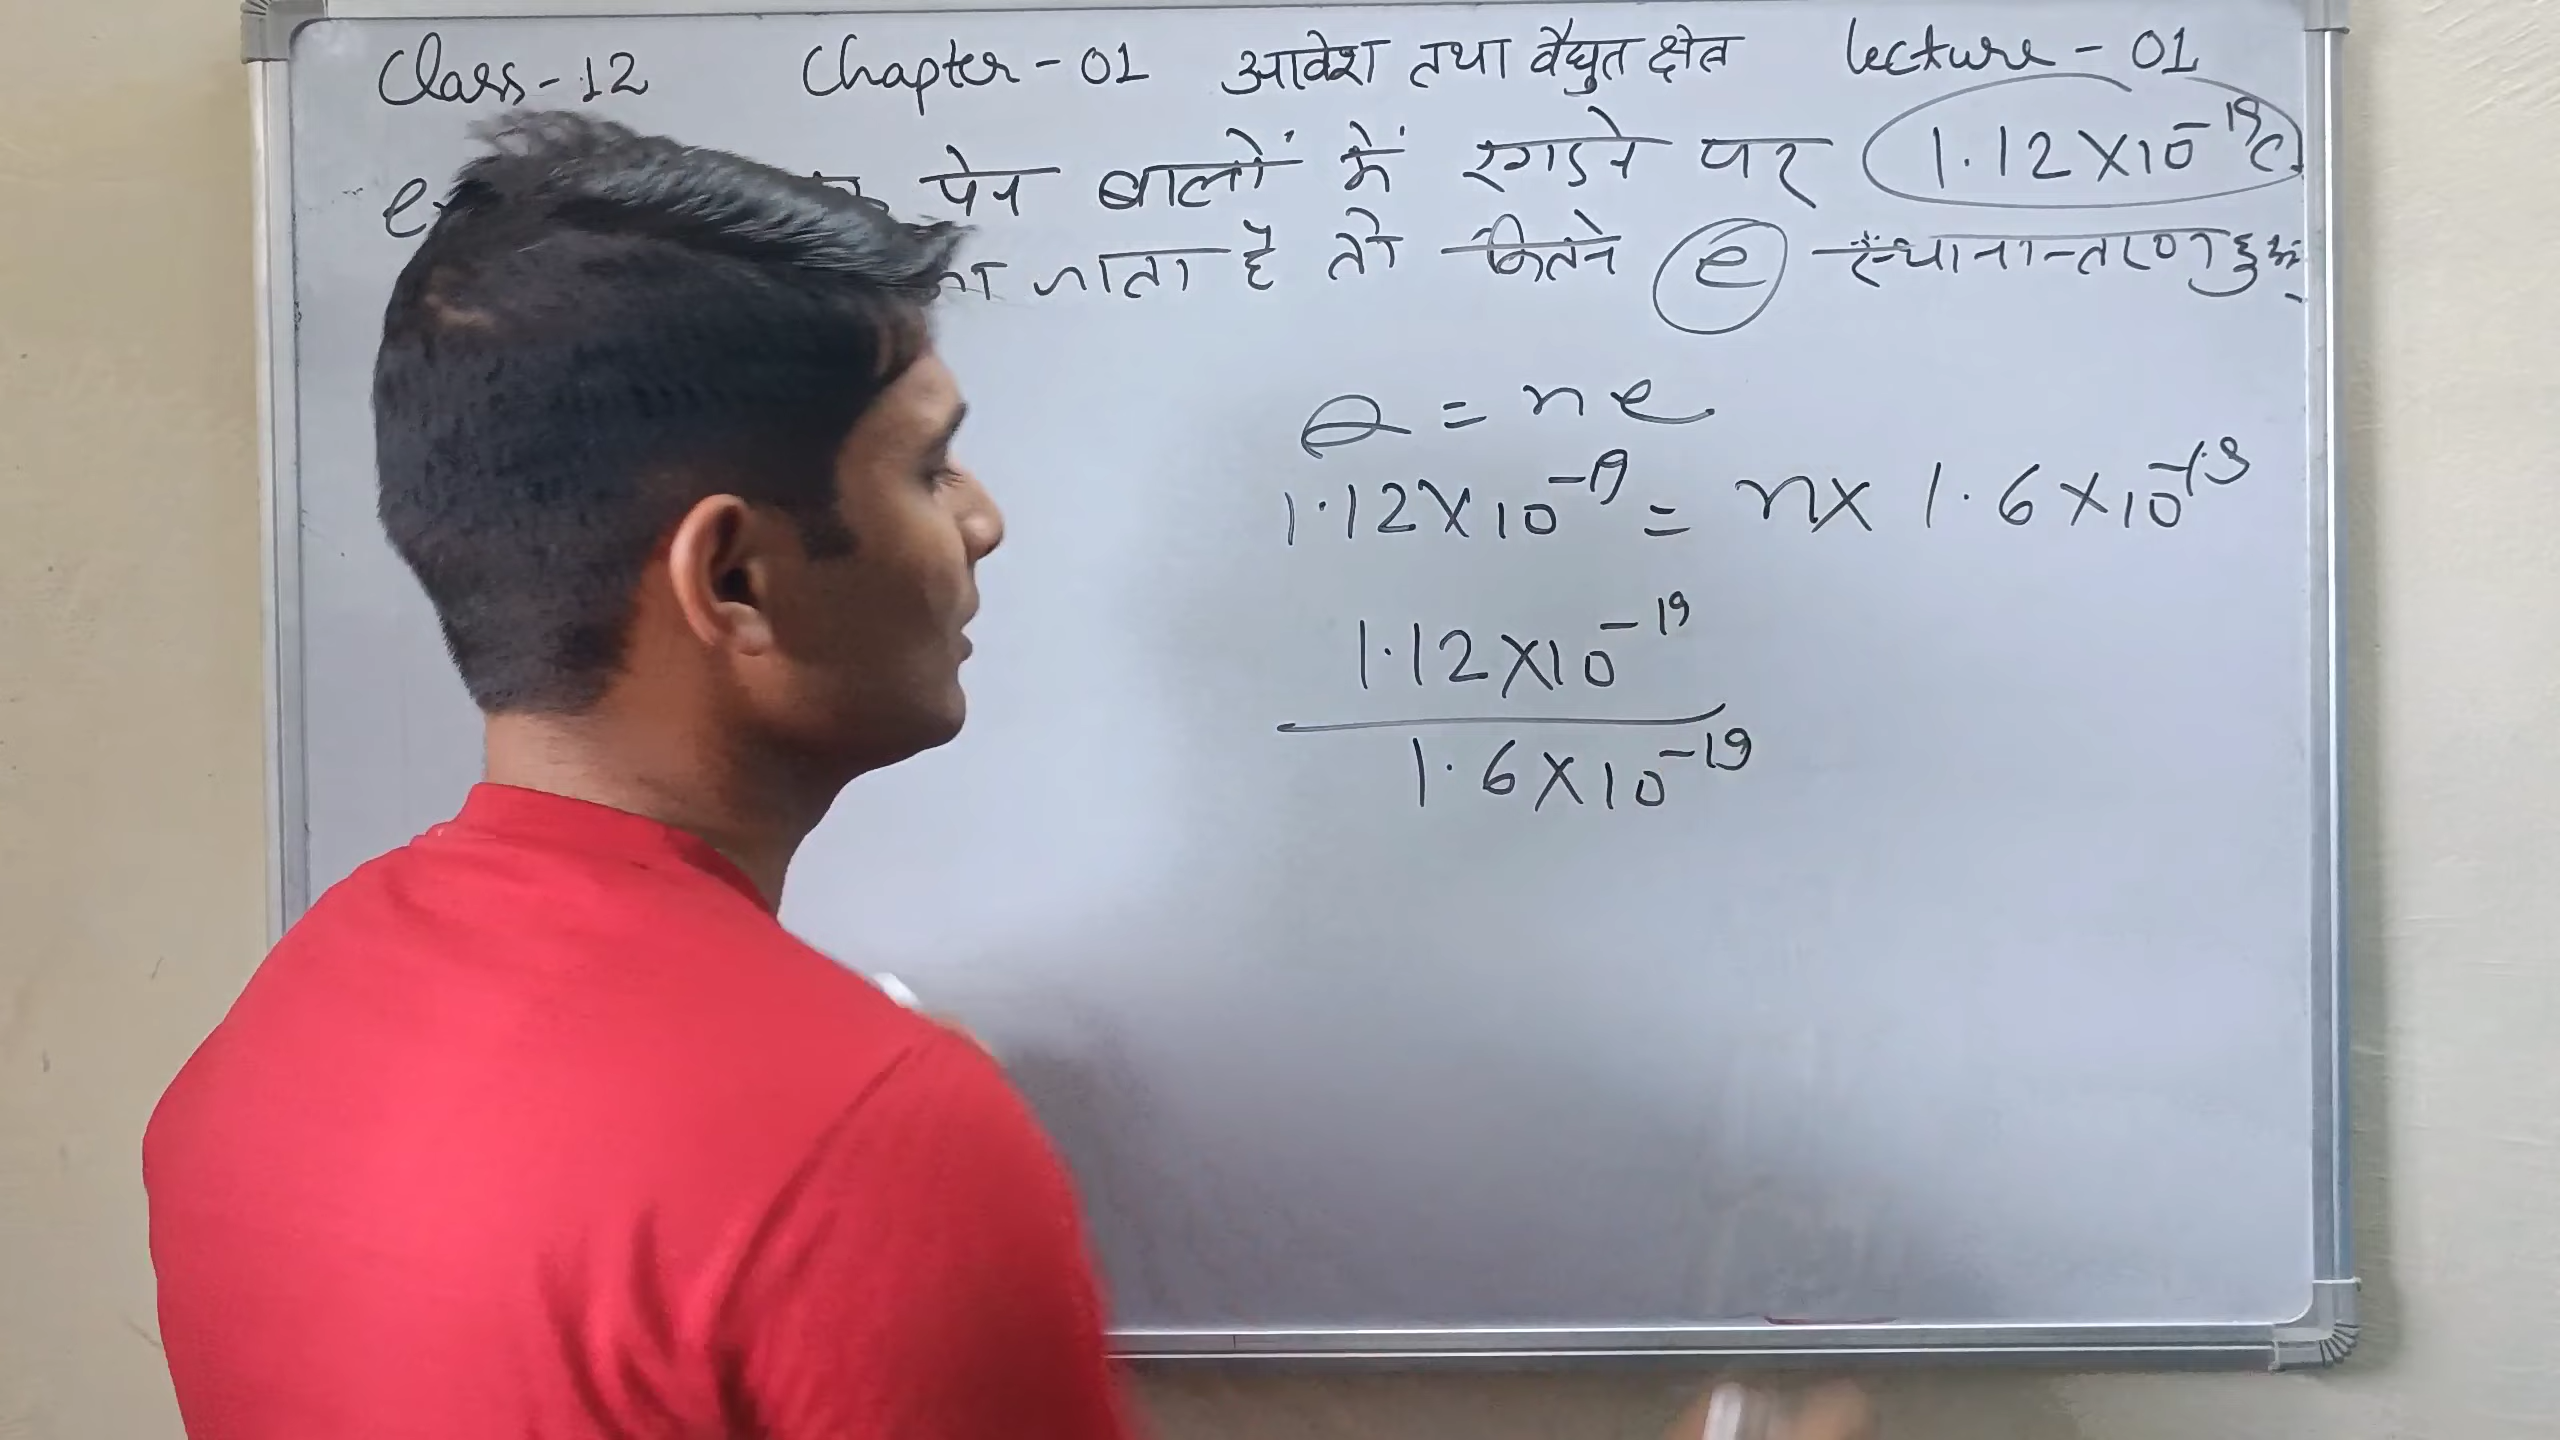 Class-12 Chapter-01 आवेश तथा वैद्युत क्षेत्र lecture-01
पेन बालों में रगडने पर 1.12×10⁻¹⁹C
जाता है तो कितने e स्थानान्तरण हुआ
Q = ne
1.12×10⁻¹⁹ = n× 1.6×10⁻¹⁹
1.12×10⁻¹⁹
1.6×10⁻¹⁹